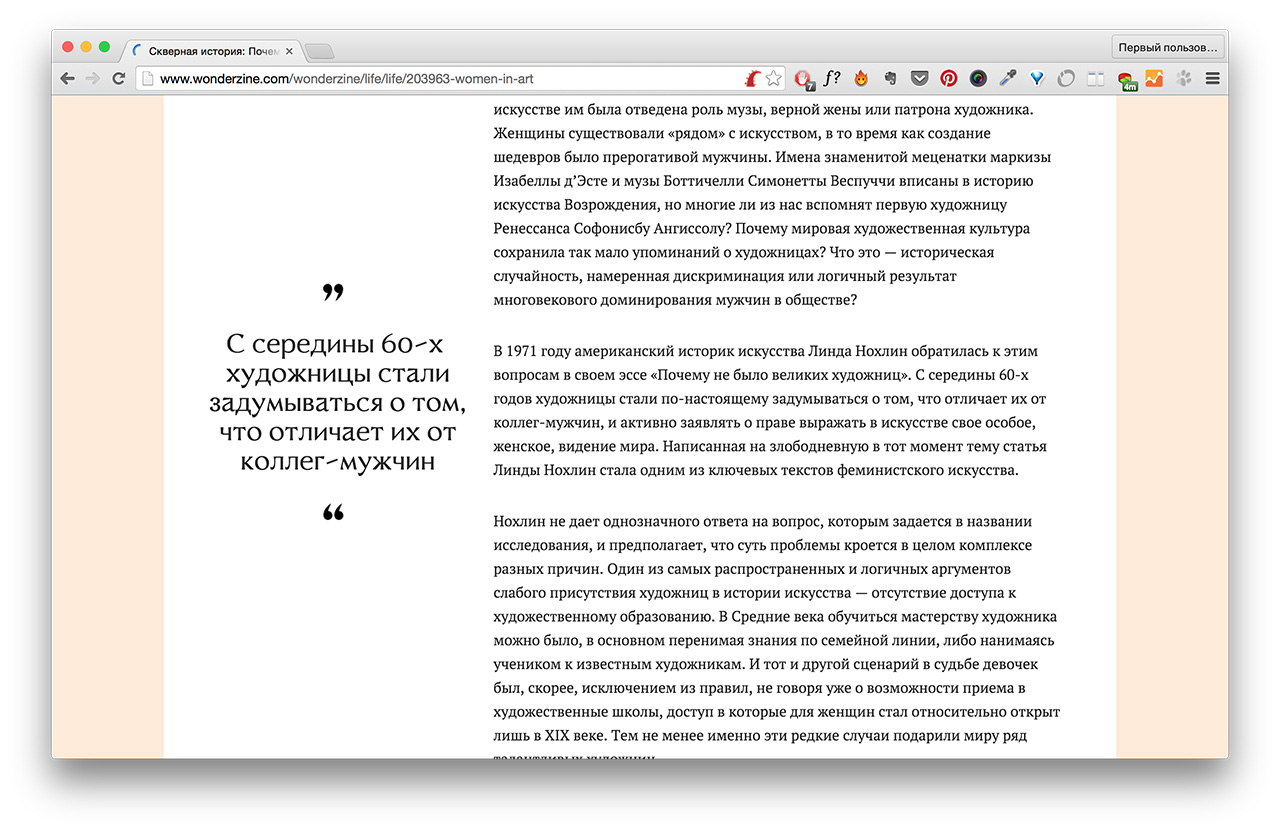 Скверная история: Почем
Первый пользов...
www.wonderzine.com/wonderzine/life/life/203963-women-in-art
7
f?
4m
искусстве им была отведена роль музы, верной жены или патрона художника.
Женщины существовали «рядом» с искусством, в то время как создание
шедевров было прерогативой мужчины. Имена знаменитой меценатки маркизы
Изабеллы д’Эсте и музы Боттичелли Симонетты Веспуччи вписаны в историю
искусства Возрождения, но многие ли из нас вспомнят первую художницу
Ренессанса Софонисбу Ангиссолу? Почему мировая художественная культура
сохранила так мало упоминаний о художницах? Что это — историческая
случайность, намеренная дискриминация или логичный результат
многовекового доминирования мужчин в обществе?
”
С середины 60-х
художницы стали
задумываться о том,
что отличает их от
коллег-мужчин
“
В 1971 году американский историк искусства Линда Нохлин обратилась к этим
вопросам в своем эссе «Почему не было великих художниц». С середины 60-х
годов художницы стали по-настоящему задумываться о том, что отличает их от
коллег-мужчин, и активно заявлять о праве выражать в искусстве свое особое,
женское, видение мира. Написанная на злободневную в тот момент тему статья
Линды Нохлин стала одним из ключевых текстов феминистского искусства.
Нохлин не дает однозначного ответа на вопрос, которым задается в названии
исследования, и предполагает, что суть проблемы кроется в целом комплексе
разных причин. Один из самых распространенных и логичных аргументов
слабого присутствия художниц в истории искусства — отсутствие доступа к
художественному образованию. В Средние века обучиться мастерству художника
можно было, в основном перенимая знания по семейной линии, либо нанимаясь
учеником к известным художникам. И тот и другой сценарий в судьбе девочек
был, скорее, исключением из правил, не говоря уже о возможности приема в
художественные школы, доступ в которые для женщин стал относительно открыт
лишь в XIX веке. Тем не менее именно эти редкие случаи подарили миру ряд
талантливых художниц